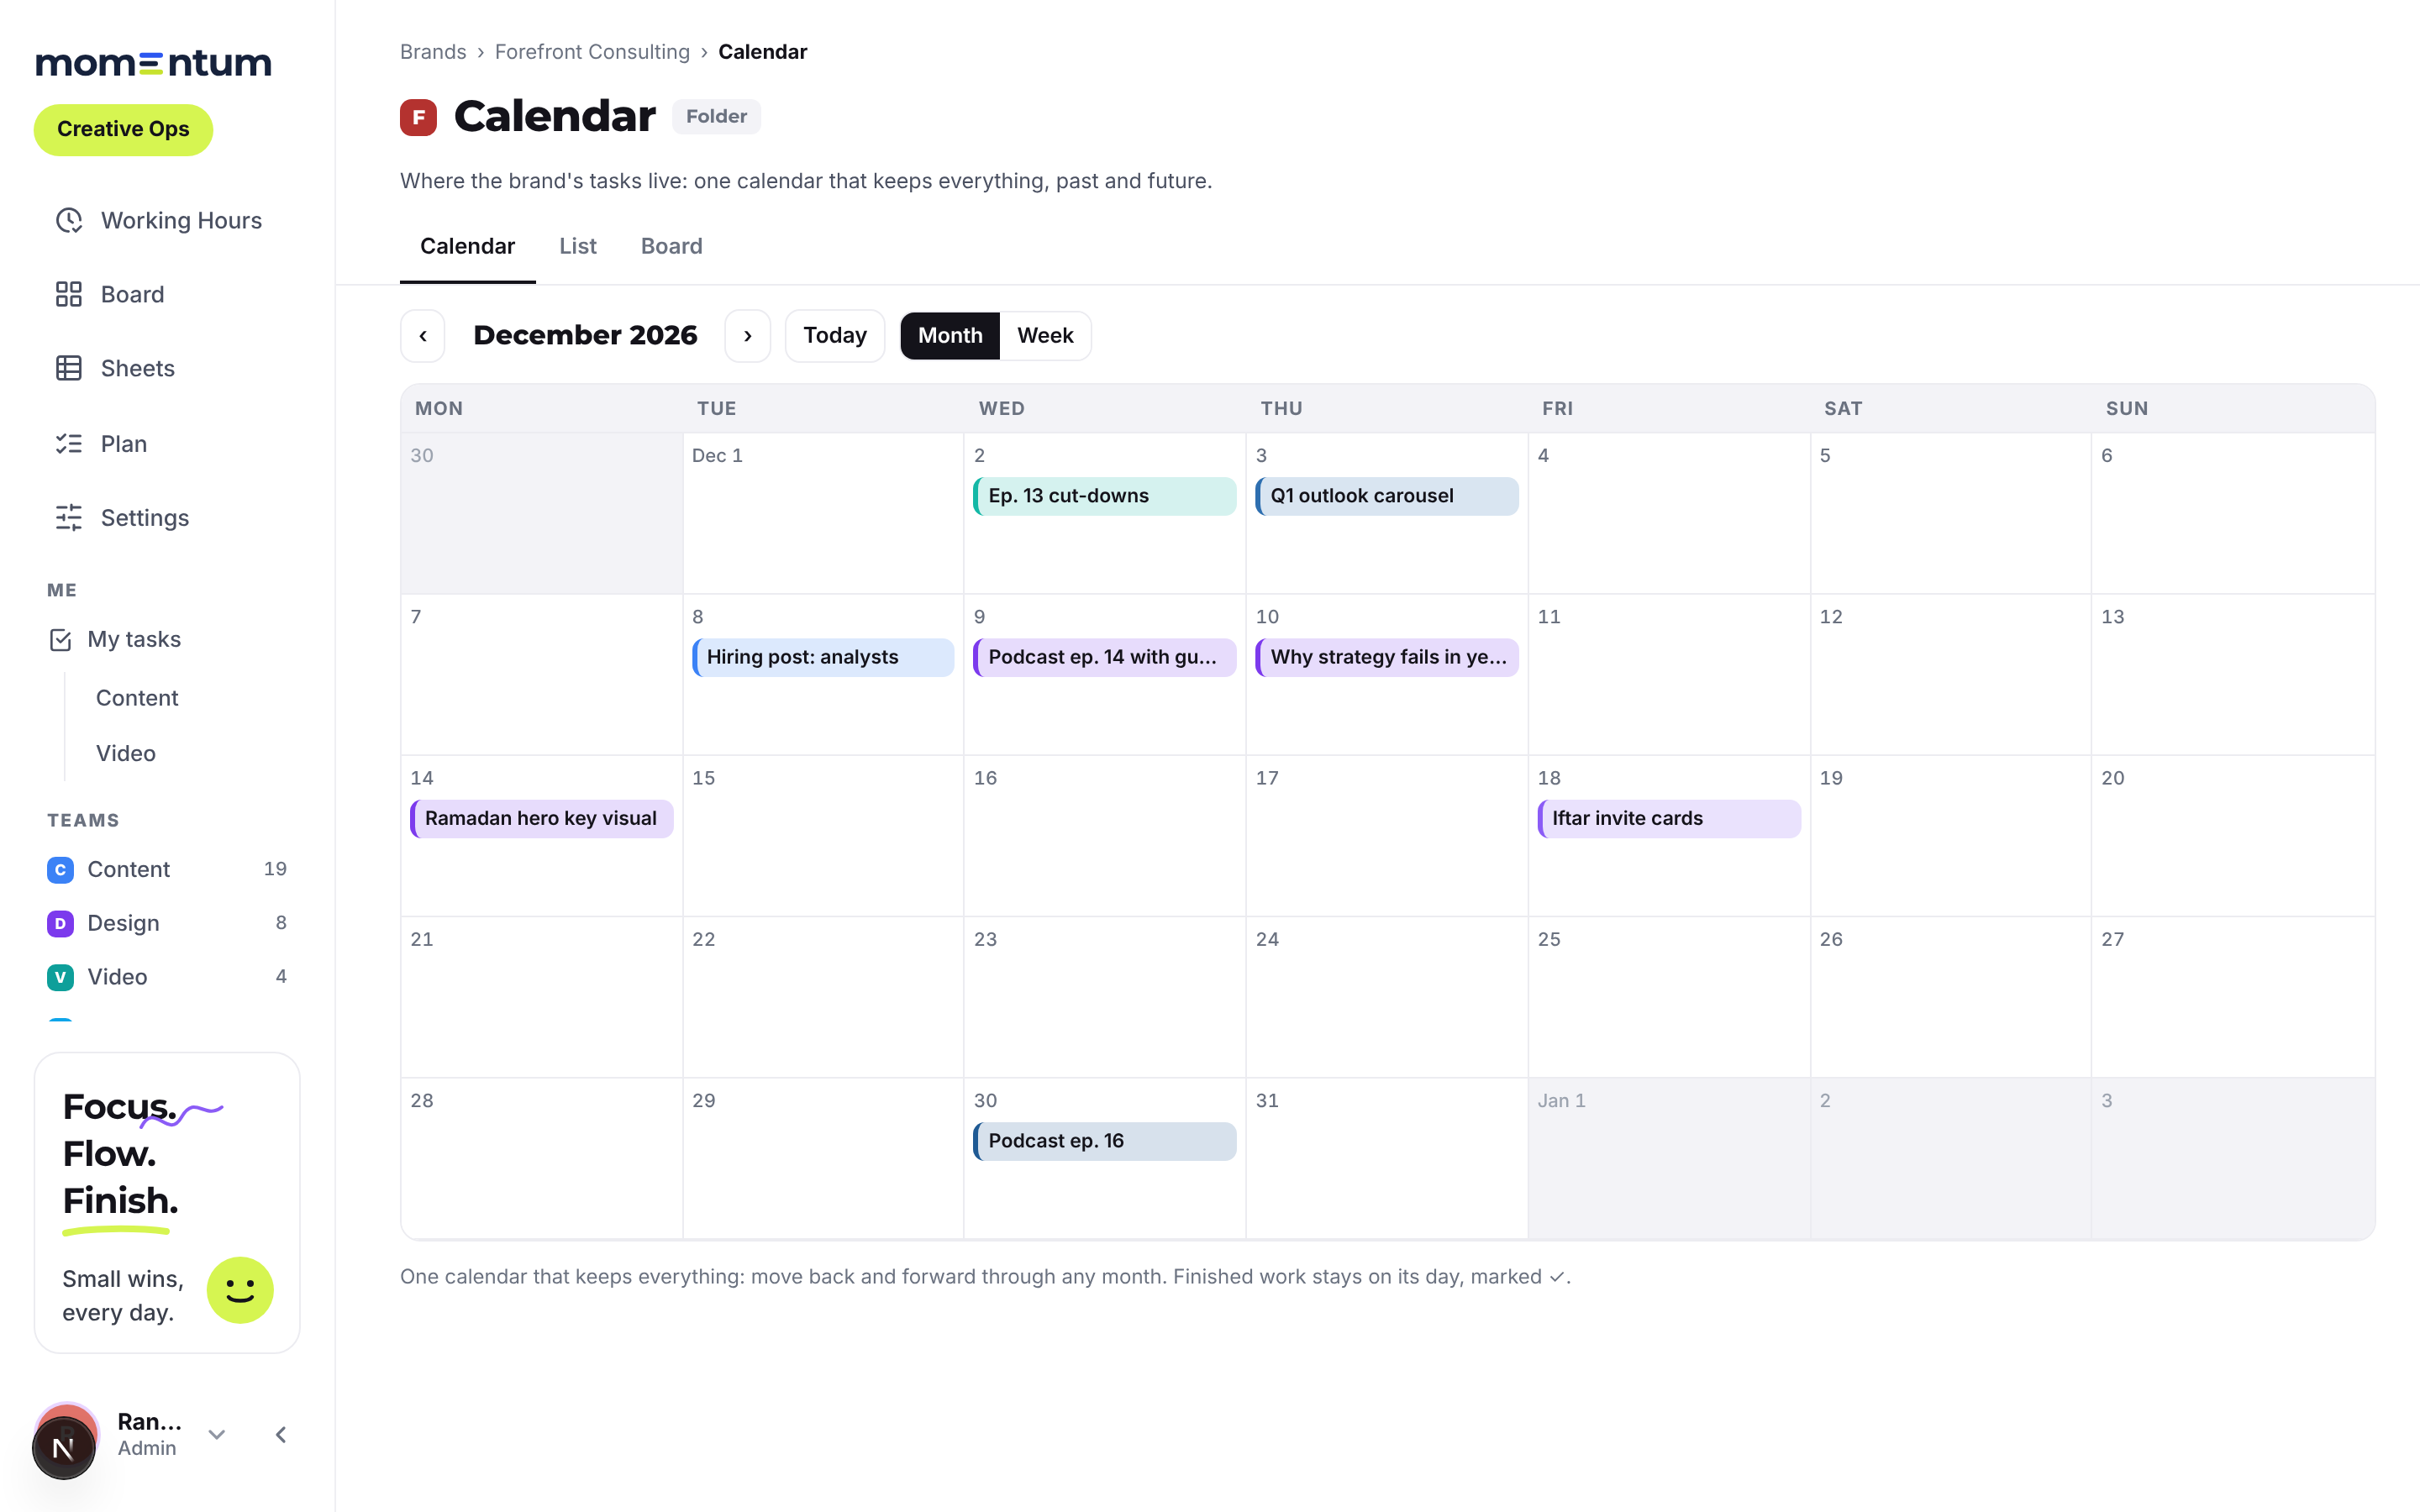 momentum
Creative Ops
Working Hours
Board
Sheets
Plan
Settings
ME
My tasks
Content
Video
TEAMS
C Content 19
D Design 8
V Video 4
Focus.
Flow.
Finish.
Small wins,
every day.
N
Ran...
Admin
Brands › Forefront Consulting › Calendar
F Calendar Folder
Where the brand's tasks live: one calendar that keeps everything, past and future.
Calendar List Board
‹ December 2026 › Today Month Week
MON TUE WED THU FRI SAT SUN
30 Dec 1 2 3 4 5 6
Ep. 13 cut-downs Q1 outlook carousel
7 8 9 10 11 12 13
Hiring post: analysts Podcast ep. 14 with gu... Why strategy fails in ye...
14 15 16 17 18 19 20
Ramadan hero key visual Iftar invite cards
21 22 23 24 25 26 27
28 29 30 31 Jan 1 2 3
Podcast ep. 16
One calendar that keeps everything: move back and forward through any month. Finished work stays on its day, marked ✓.